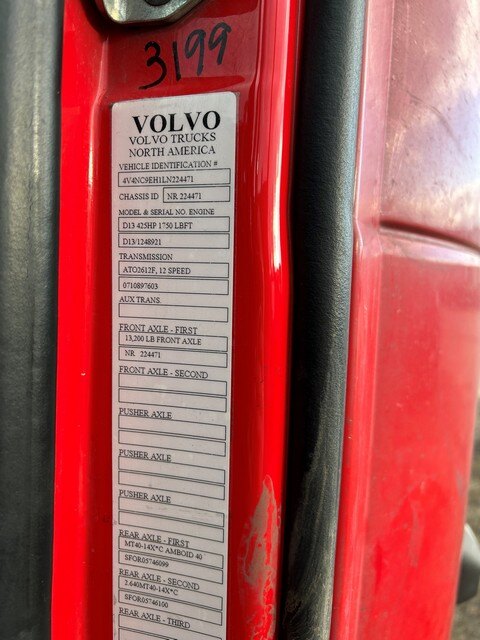 3199
VOLVO
VOLVO TRUCKS
NORTH AMERICA
VEHICLE IDENTIFICATION #
4V4NC9EH1LN224471
CHASSIS ID NR 224471
MODEL & SERIAL NO. ENGINE
D13 425HP 1750 LBFT
D13/1248921
TRANSMISSION
ATO2612F, 12 SPEED
0710897603
AUX TRANS.
FRONT AXLE - FIRST
13,200 LB FRONT AXLE
NR 224471
FRONT AXLE - SECOND
PUSHER AXLE
PUSHER AXLE
PUSHER AXLE
REAR AXLE - FIRST
MT40-14X*C AMBOID 40
SFOR05746099
REAR AXLE - SECOND
2.640MT40-14X*C
SFOR05746100
REAR AXLE - THIRD